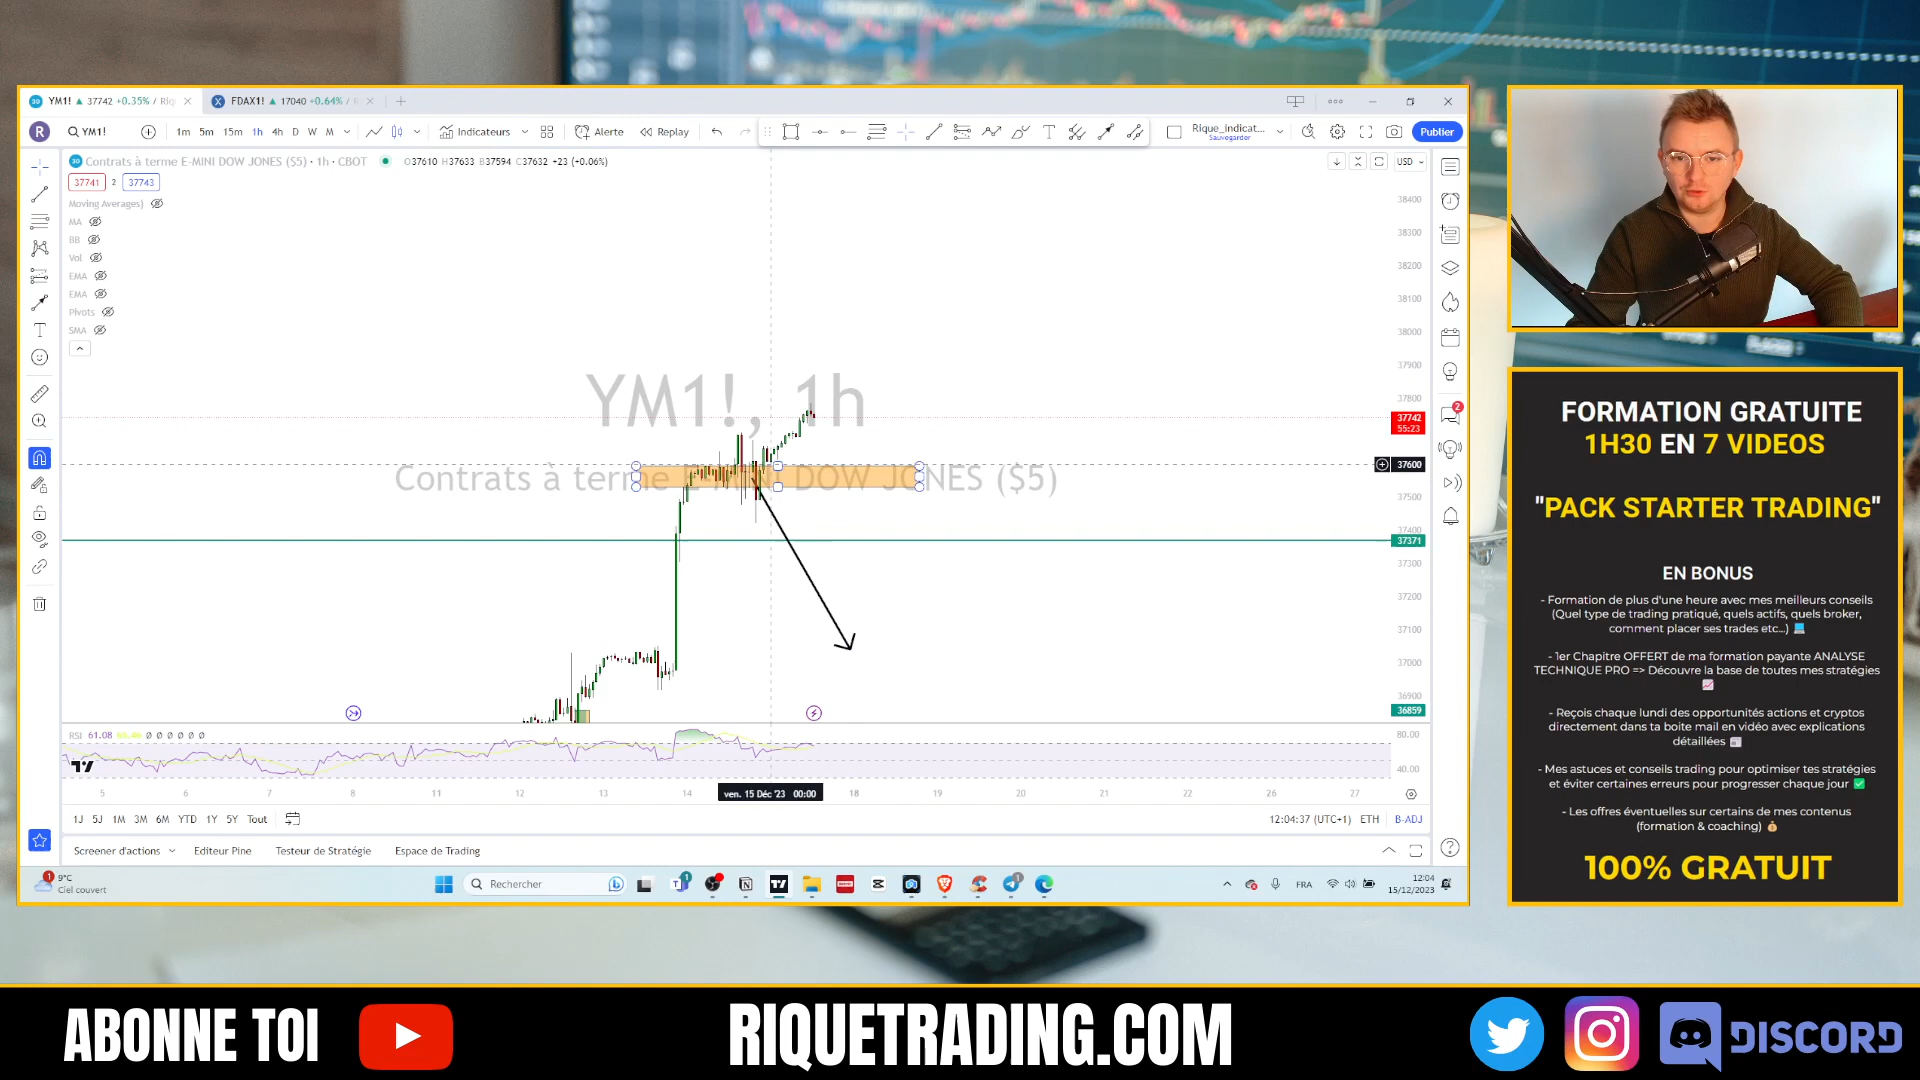 YM1! ▲ 37742 +0.35% / Riq
FDAX1! ▲ 17040 +0.64% / R
R
YM1!
1m 5m 15m 1h 4h D W M
Indicateurs
Alerte
Replay
Rique_indicat...
Sauvegarder
Publier
Contrats à terme E-MINI DOW JONES ($5) · 1h · CBOT
O37610 H37633 B37594 C37632 +23 (+0.06%)
USD
37741 2 37743
Moving Averages)
MA
BB
Vol
EMA
EMA
Pivots
SMA
YM1!, 1h
Contrats à terme E-MINI DOW JONES ($5)
38400
38300
38200
38100
38000
37900
37800
37742
55:23
37600
37500
37400
37371
37300
37200
37100
37000
36900
36859
2
RSI 61.08
80.00
40.00
5 6 7 8 11 12 13 14 ven. 15 Déc '23 00:00 18 19 20 21 22 25 26 27
1J 5J 1M 3M 6M YTD 1Y 5Y Tout
12:04:37 (UTC+1) ETH B-ADJ
Screener d'actions
Editeur Pine
Testeur de Stratégie
Espace de Trading
1
9°C
Ciel couvert
Rechercher
FRA
12:04
15/12/2023
FORMATION GRATUITE
1H30 EN 7 VIDEOS
"PACK STARTER TRADING"
EN BONUS
- Formation de plus d'une heure avec mes meilleurs conseils
(Quel type de trading pratiqué, quels actifs, quels broker,
comment placer ses trades etc...)
- 1er Chapitre OFFERT de ma formation payante ANALYSE
TECHNIQUE PRO => Découvre la base de toutes mes stratégies
- Reçois chaque lundi des opportunités actions et cryptos
directement dans ta boite mail en vidéo avec explications
détaillées
- Mes astuces et conseils trading pour optimiser tes stratégies
et éviter certaines erreurs pour progresser chaque jour
- Les offres éventuelles sur certains de mes contenus
(formation & coaching)
100% GRATUIT
ABONNE TOI
RIQUETRADING.COM
DISCORD